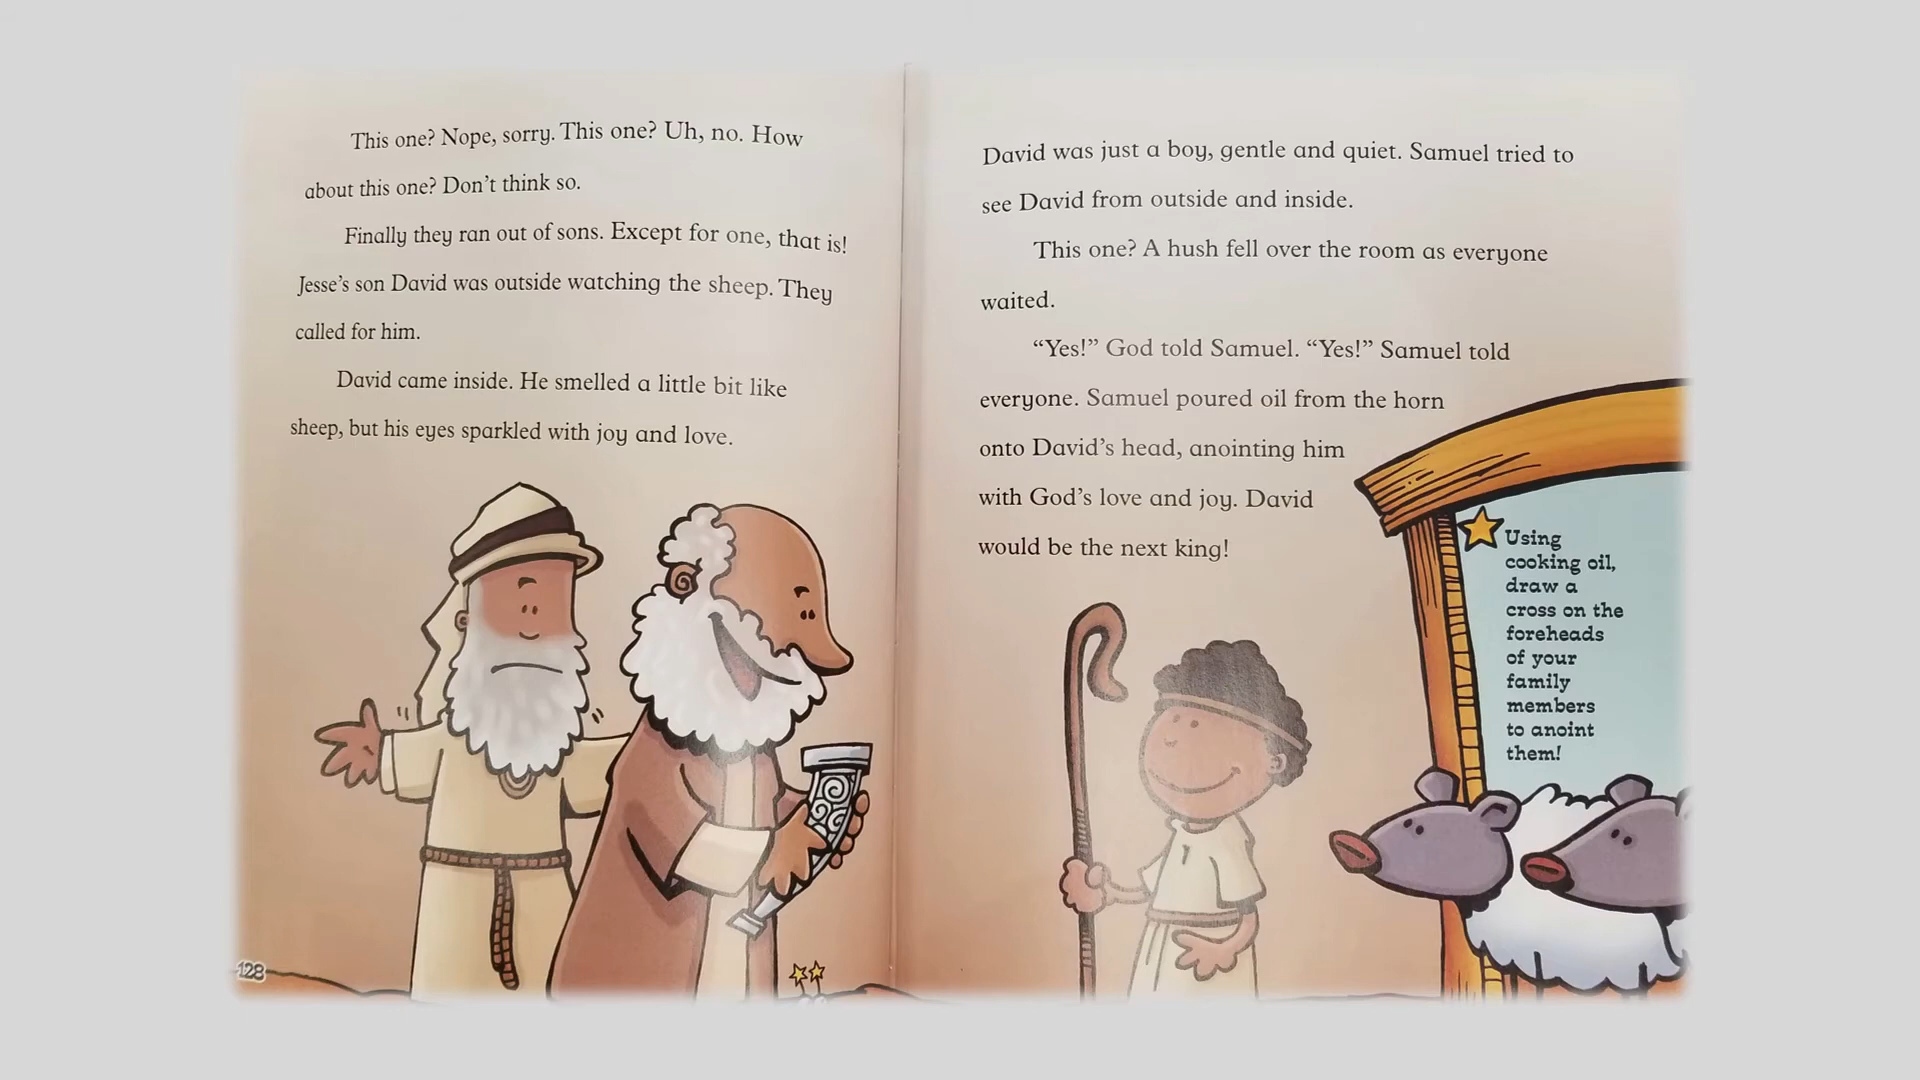 This one? Nope, sorry. This one? Uh, no. How
about this one? Don't think so.
Finally they ran out of sons. Except for one, that is!
Jesse's son David was outside watching the sheep. They
called for him.
David came inside. He smelled a little bit like
sheep, but his eyes sparkled with joy and love.
128
David was just a boy, gentle and quiet. Samuel tried to
see David from outside and inside.
This one? A hush fell over the room as everyone
waited.
“Yes!” God told Samuel. “Yes!” Samuel told
everyone. Samuel poured oil from the horn
onto David's head, anointing him
with God's love and joy. David
would be the next king!
Using
cooking oil,
draw a
cross on the
foreheads
of your
family
members
to anoint
them!